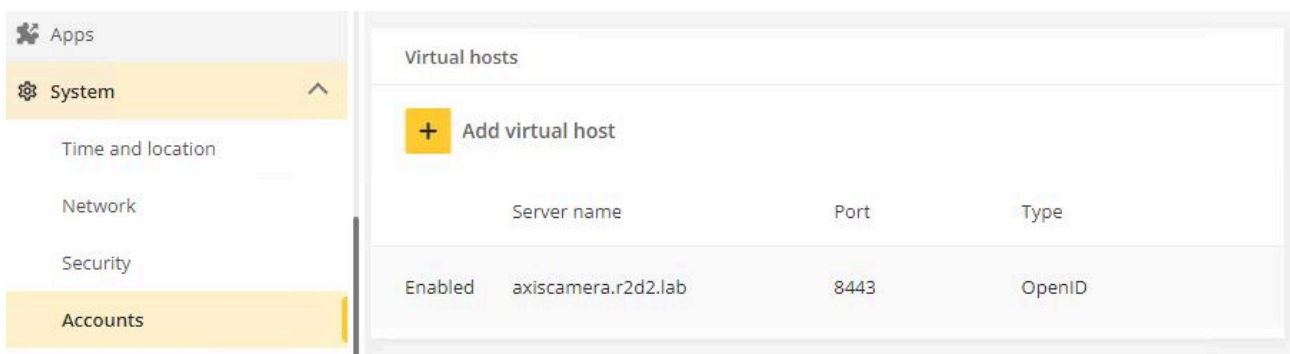 Apps
System
Time and location
Network
Security
Accounts
Virtual hosts
+ Add virtual host
Server name Port Type
Enabled axiscamera.r2d2.lab 8443 OpenID